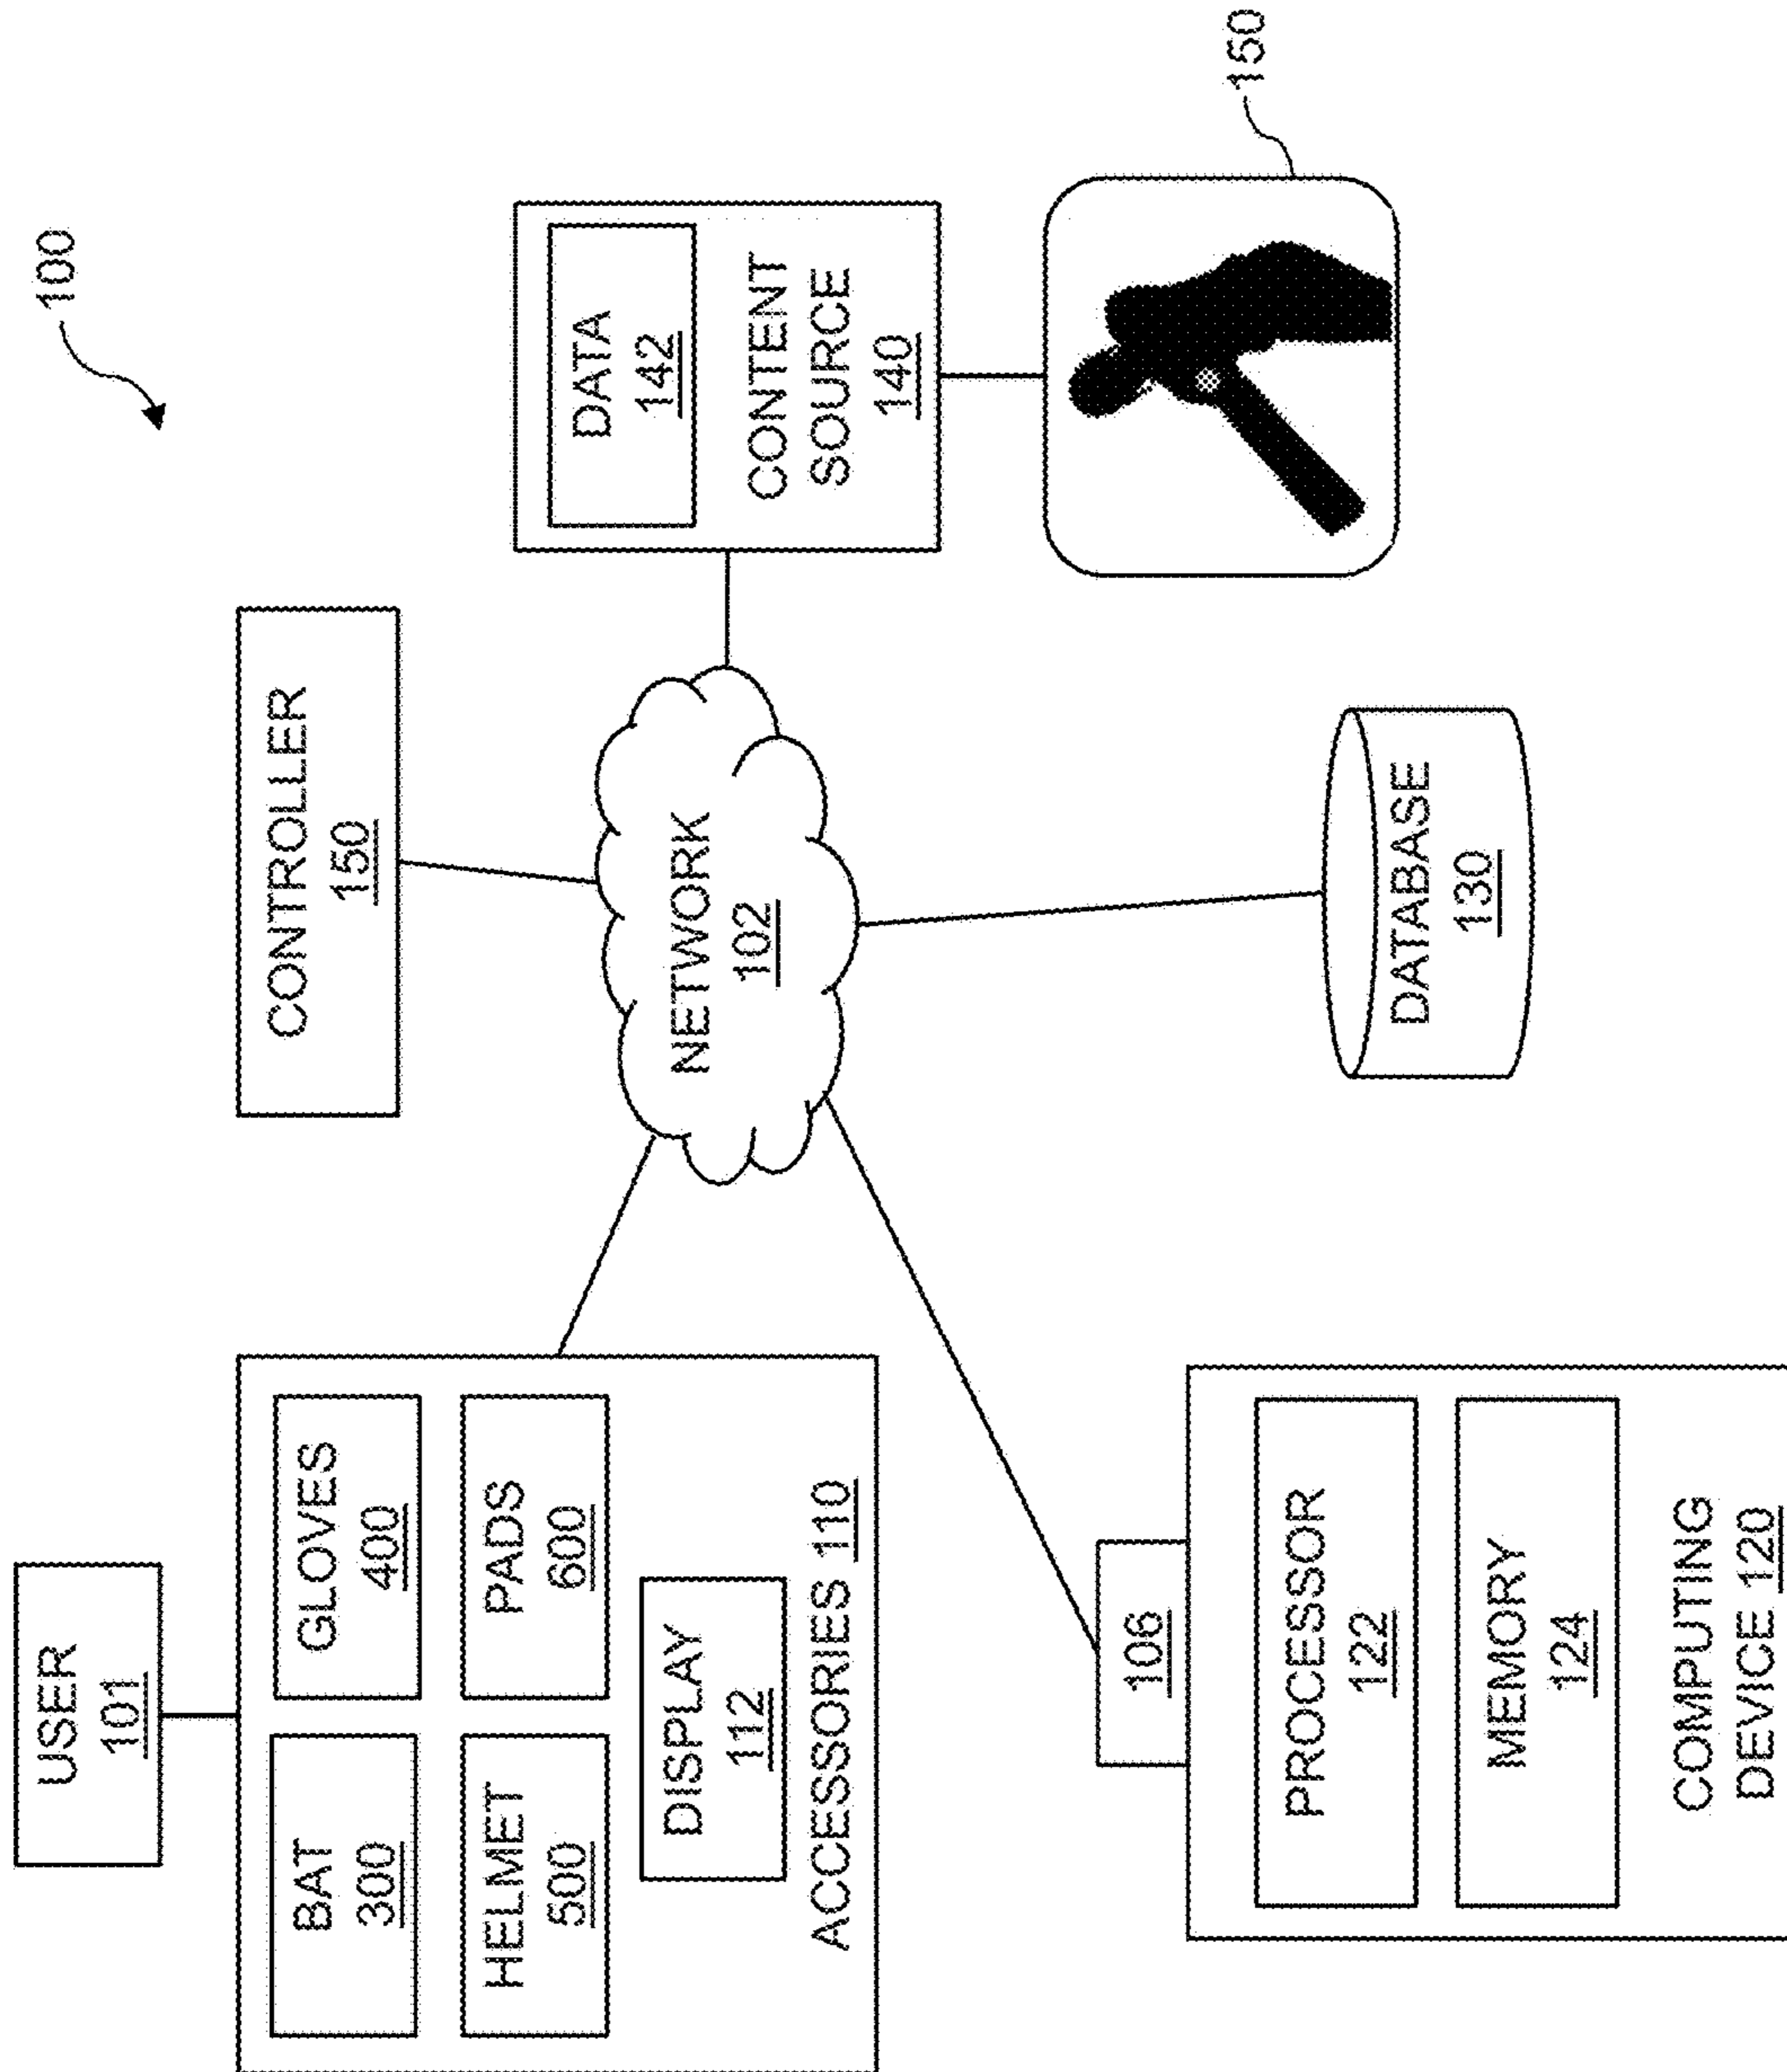 100
USER
101
BAT
300
GLOVES
400
HELMET
500
PADS
600
DISPLAY
112
ACCESSORIES 110
CONTROLLER
150
NETWORK
102
DATA
142
CONTENT
SOURCE
140
150
106
PROCESSOR
122
MEMORY
124
COMPUTING
DEVICE 120
DATABASE
130